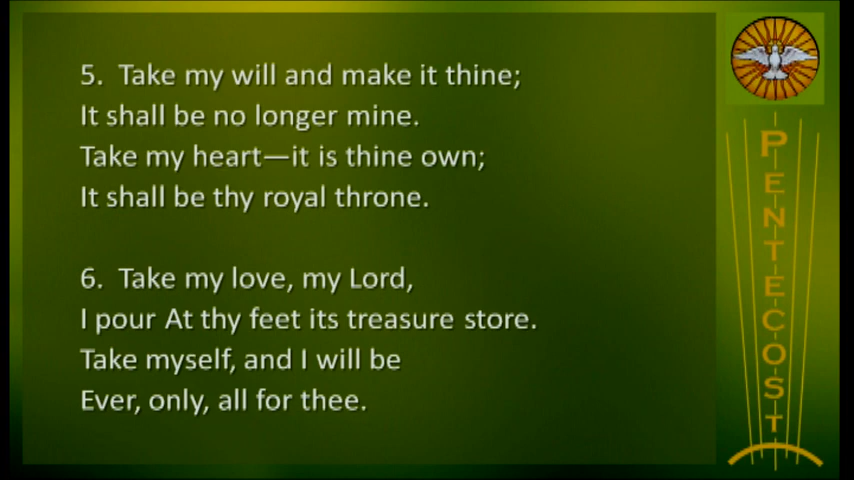 5. Take my will and make it thine;
It shall be no longer mine.
Take my heart—it is thine own;
It shall be thy royal throne.
6. Take my love, my Lord,
I pour At thy feet its treasure store.
Take myself, and I will be
Ever, only, all for thee.
PENTECOST